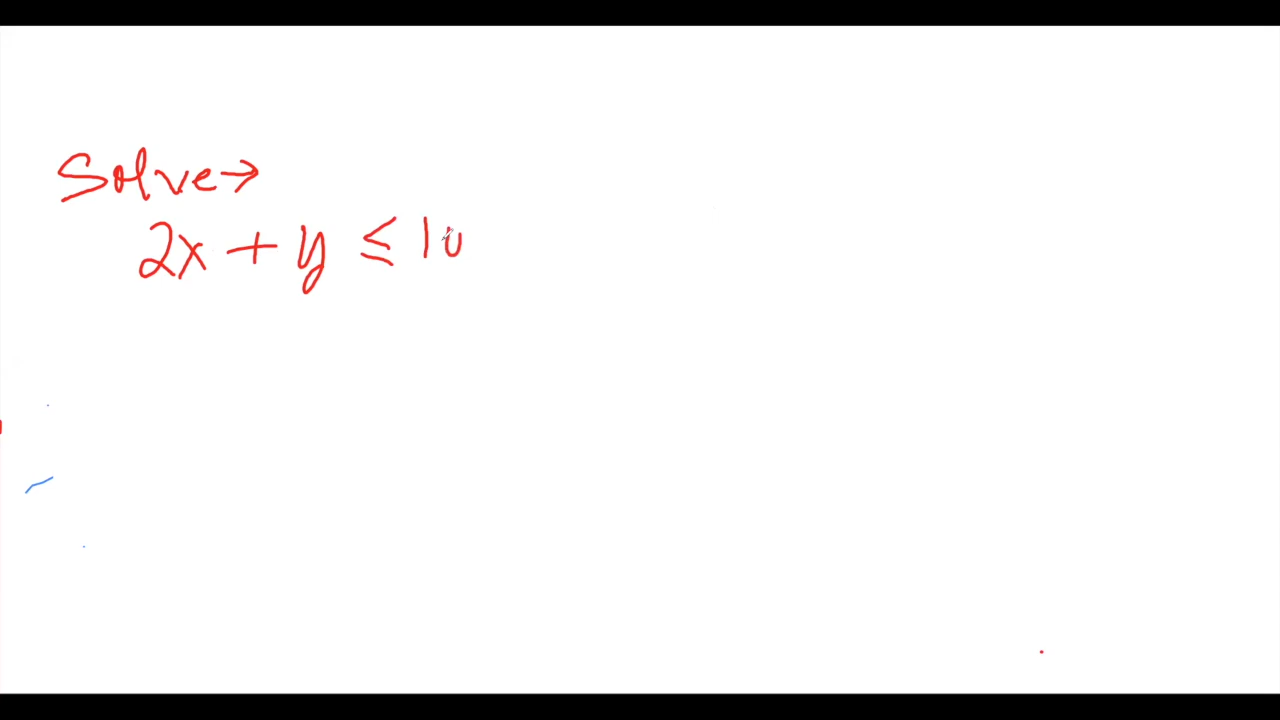 Solve →
2x + y ≤ 10